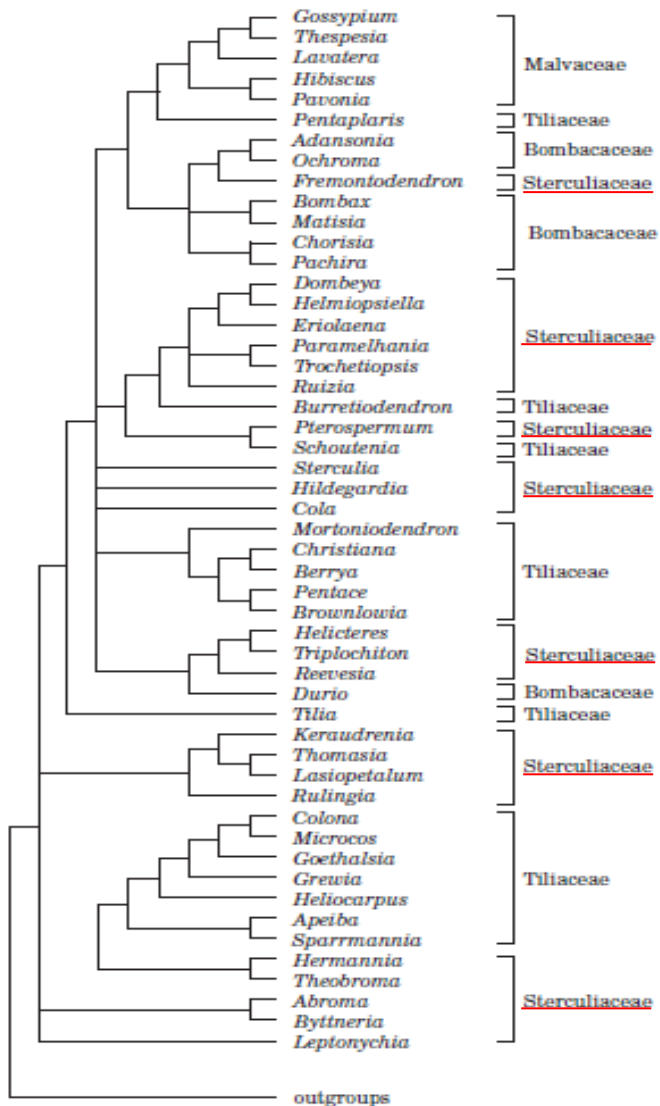 Gossypium
Thespesia
Lavatera
Hibiscus
Pavonia
Malvaceae
Pentaplaris
Tiliaceae
Adansonia
Ochroma
Bombacaceae
Fremontodendron
Sterculiaceae
Bombax
Matisia
Chorisia
Pachira
Bombacaceae
Dombeya
Helmiopsiella
Eriolaena
Paramelhania
Trochetiopsis
Ruizia
Sterculiaceae
Burretiodendron
Tiliaceae
Pterospermum
Sterculiaceae
Schoutenia
Tiliaceae
Sterculia
Hildegardia
Cola
Sterculiaceae
Mortoniodendron
Christiana
Berrya
Pentace
Brownlowia
Tiliaceae
Helicteres
Triplochiton
Reevesia
Sterculiaceae
Durio
Bombacaceae
Tilia
Tiliaceae
Keraudrenia
Thomasia
Lasiopetalum
Rulingia
Sterculiaceae
Colona
Microcos
Goethalsia
Grewia
Heliocarpus
Apeiba
Sparrmannia
Tiliaceae
Hermannia
Theobroma
Abroma
Byttneria
Leptonychia
Sterculiaceae
outgroups